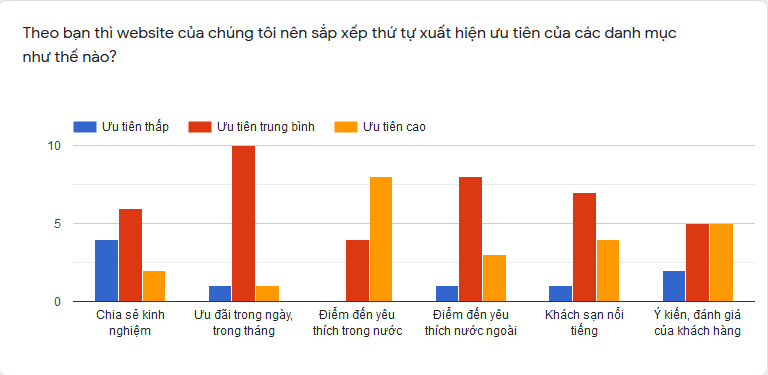 Theo bạn thì website của chúng tôi nên sắp xếp thứ tự xuất hiện ưu tiên của các danh mục
như thế nào?
Ưu tiên thấp Ưu tiên trung bình Ưu tiên cao
10
5
0
Chia sẻ kinh
nghiệm
Ưu đãi trong ngày,
trong tháng
Điểm đến yêu
thích trong nước
Điểm đến yêu
thích nước ngoài
Khách sạn nổi
tiếng
Ý kiến, đánh giá
của khách hàng